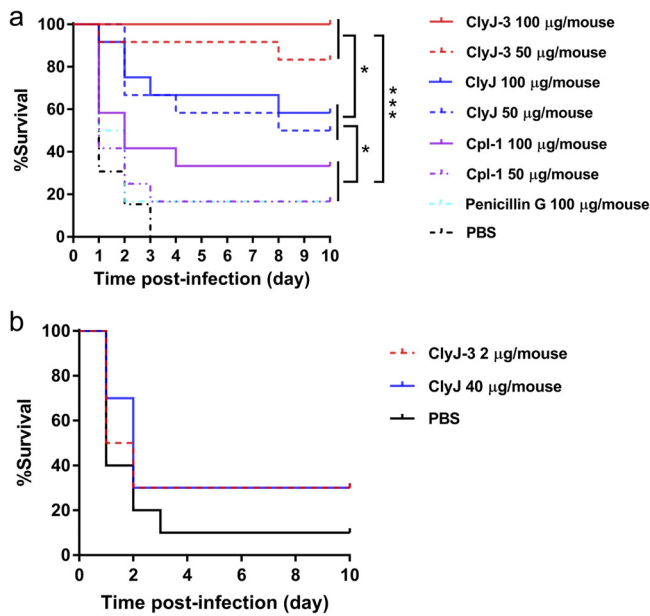 a
%Survival
100
80
60
40
20
0
0 1 2 3 4 5 6 7 8 9 10
Time post-infection (day)
*
*
***
ClyJ-3 100 μg/mouse
ClyJ-3 50 μg/mouse
ClyJ 100 μg/mouse
ClyJ 50 μg/mouse
Cpl-1 100 μg/mouse
Cpl-1 50 μg/mouse
Penicillin G 100 μg/mouse
PBS
b
%Survival
100
80
60
40
20
0
0 2 4 6 8 10
Time post-infection (day)
ClyJ-3 2 μg/mouse
ClyJ 40 μg/mouse
PBS